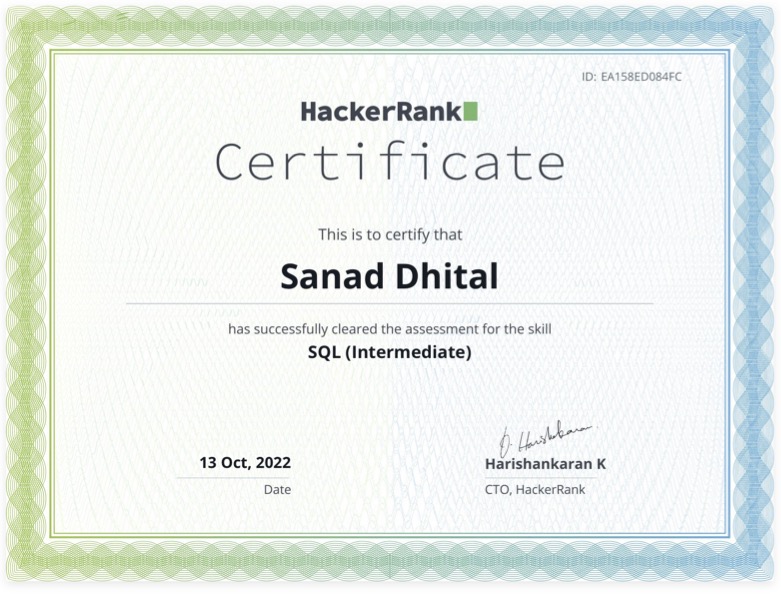 ID: EA158ED084FC
HackerRank
Certificate
This is to certify that
Sanad Dhital
has successfully cleared the assessment for the skill
SQL (Intermediate)
13 Oct, 2022
Date
Harishankaran K
CTO, HackerRank